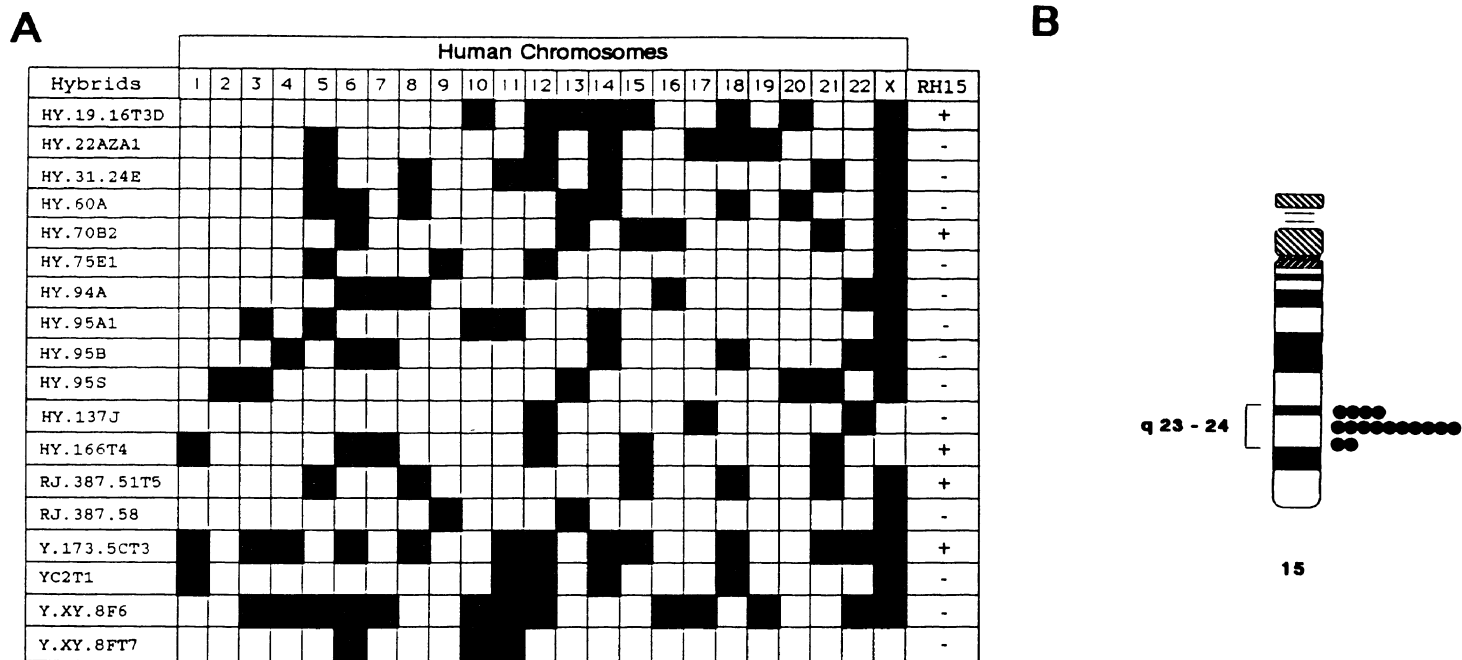 A
Human Chromosomes
Hybrids 1 2 3 4 5 6 7 8 9 10 11 12 13 14 15 16 17 18 19 20 21 22 X RH15
HY.19.16T3D +
HY.22AZA1 -
HY.31.24E -
HY.60A -
HY.70B2 +
HY.75E1 -
HY.94A -
HY.95A1 -
HY.95B -
HY.95S -
HY.137J -
HY.166T4 +
RJ.387.51T5 +
RJ.387.58 -
Y.173.5CT3 +
YC2T1 -
Y.XY.8F6 -
Y.XY.8FT7 -
B
q 23 - 24
15